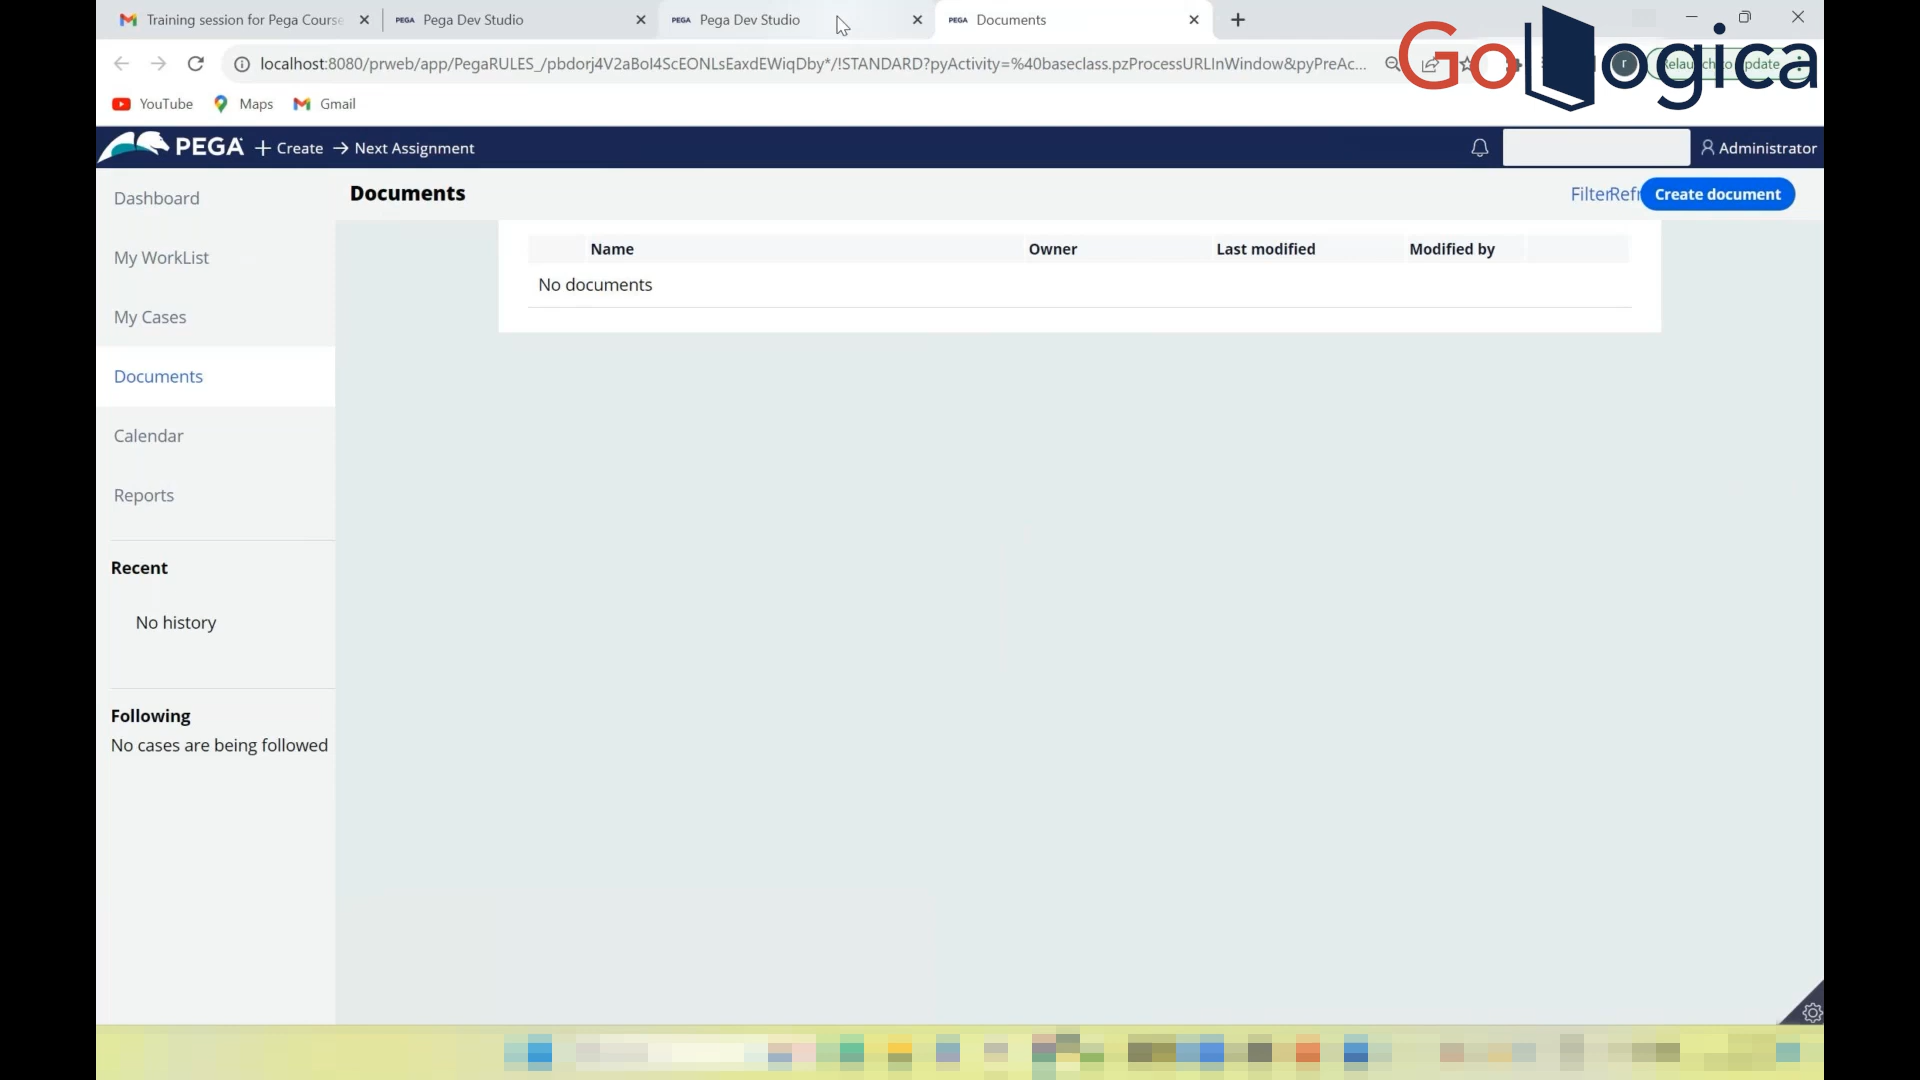 Training session for Pega Course
Pega Dev Studio
Pega Dev Studio
Documents
localhost:8080/prweb/app/PegaRULES_/pbdorj4V2aBoI4ScEONLsEaxdEWiqDby*/!STANDARD?pyActivity=%40baseclass.pzProcessURLInWindow&pyPreAc...
GoLogica
YouTube
Maps
Gmail
PEGA
Create
Next Assignment
Administrator
Dashboard
My WorkList
My Cases
Documents
Calendar
Reports
Recent
No history
Following
No cases are being followed
Documents
Filter
Refr
Create document
Name Owner Last modified Modified by
No documents